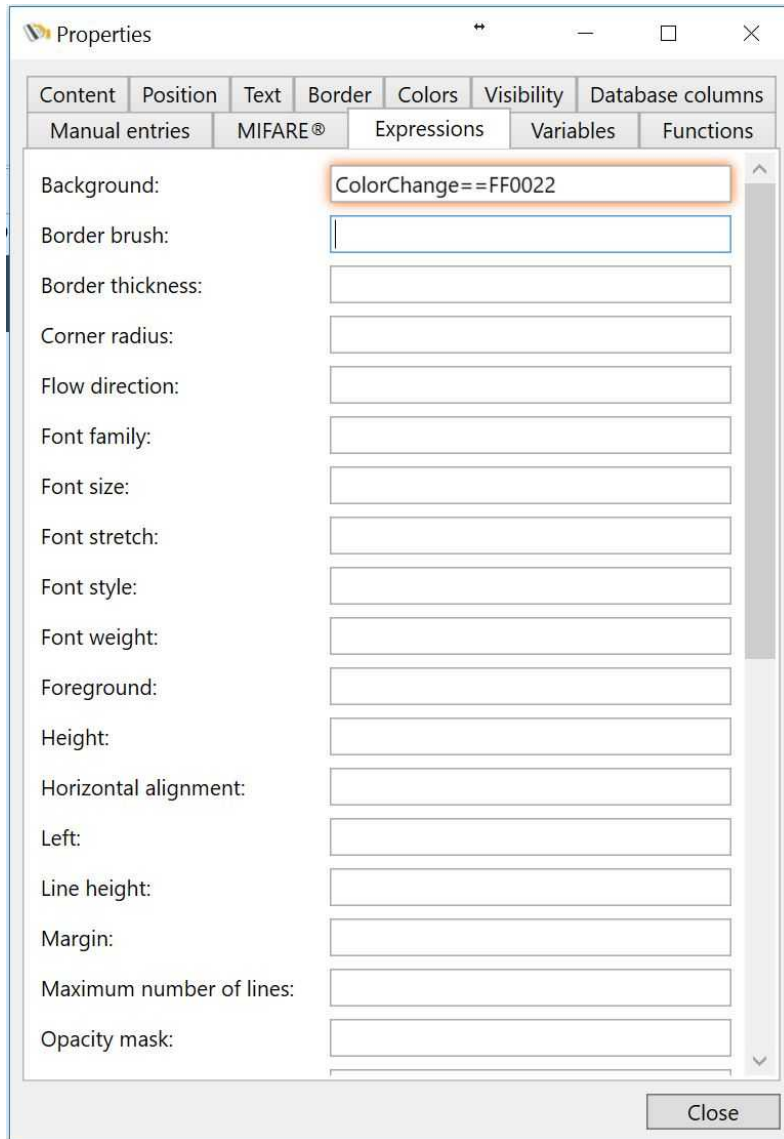 Properties
Content Position Text Border Colors Visibility Database columns
Manual entries MIFARE® Expressions Variables Functions
Background: ColorChange==FF0022
Border brush:
Border thickness:
Corner radius:
Flow direction:
Font family:
Font size:
Font stretch:
Font style:
Font weight:
Foreground:
Height:
Horizontal alignment:
Left:
Line height:
Margin:
Maximum number of lines:
Opacity mask:
Close